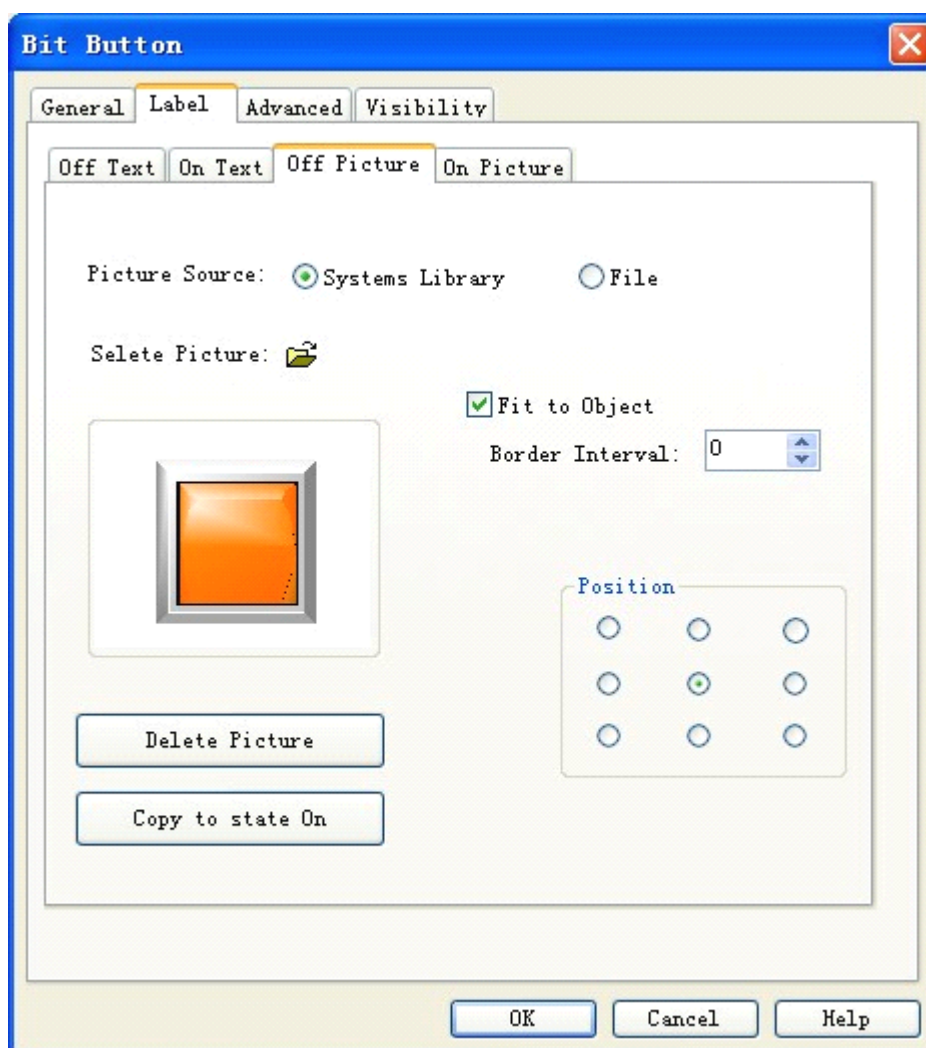 Bit Button
General Label Advanced Visibility
Off Text On Text Off Picture On Picture
Picture Source: Systems Library File
Selete Picture:
Fit to Object
Border Interval: 0
Position
Delete Picture
Copy to state On
OK Cancel Help